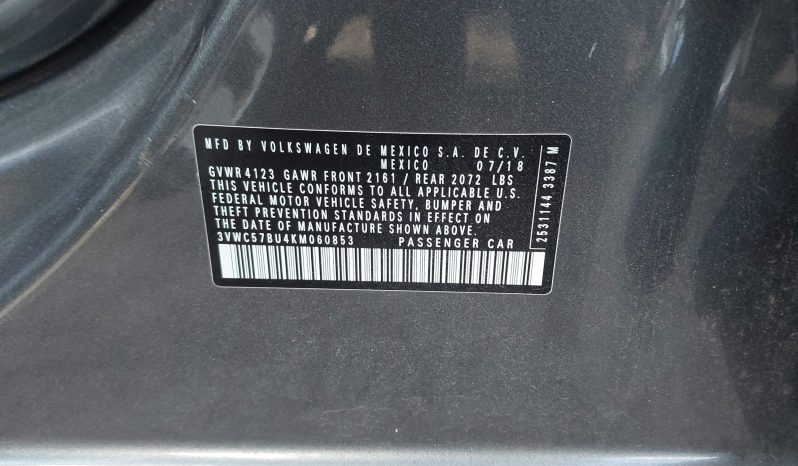 MFD BY VOLKSWAGEN DE MEXICO S.A. DE C.V.
MEXICO 07/18
GVWR 4123 GAWR FRONT 2161 / REAR 2072 LBS
THIS VEHICLE CONFORMS TO ALL APPLICABLE U.S.
FEDERAL MOTOR VEHICLE SAFETY, BUMPER AND
THEFT PREVENTION STANDARDS IN EFFECT ON
THE DATE OF MANUFACTURE SHOWN ABOVE.
3VWC57BU4KM060853 PASSENGER CAR
2531144 3387 M